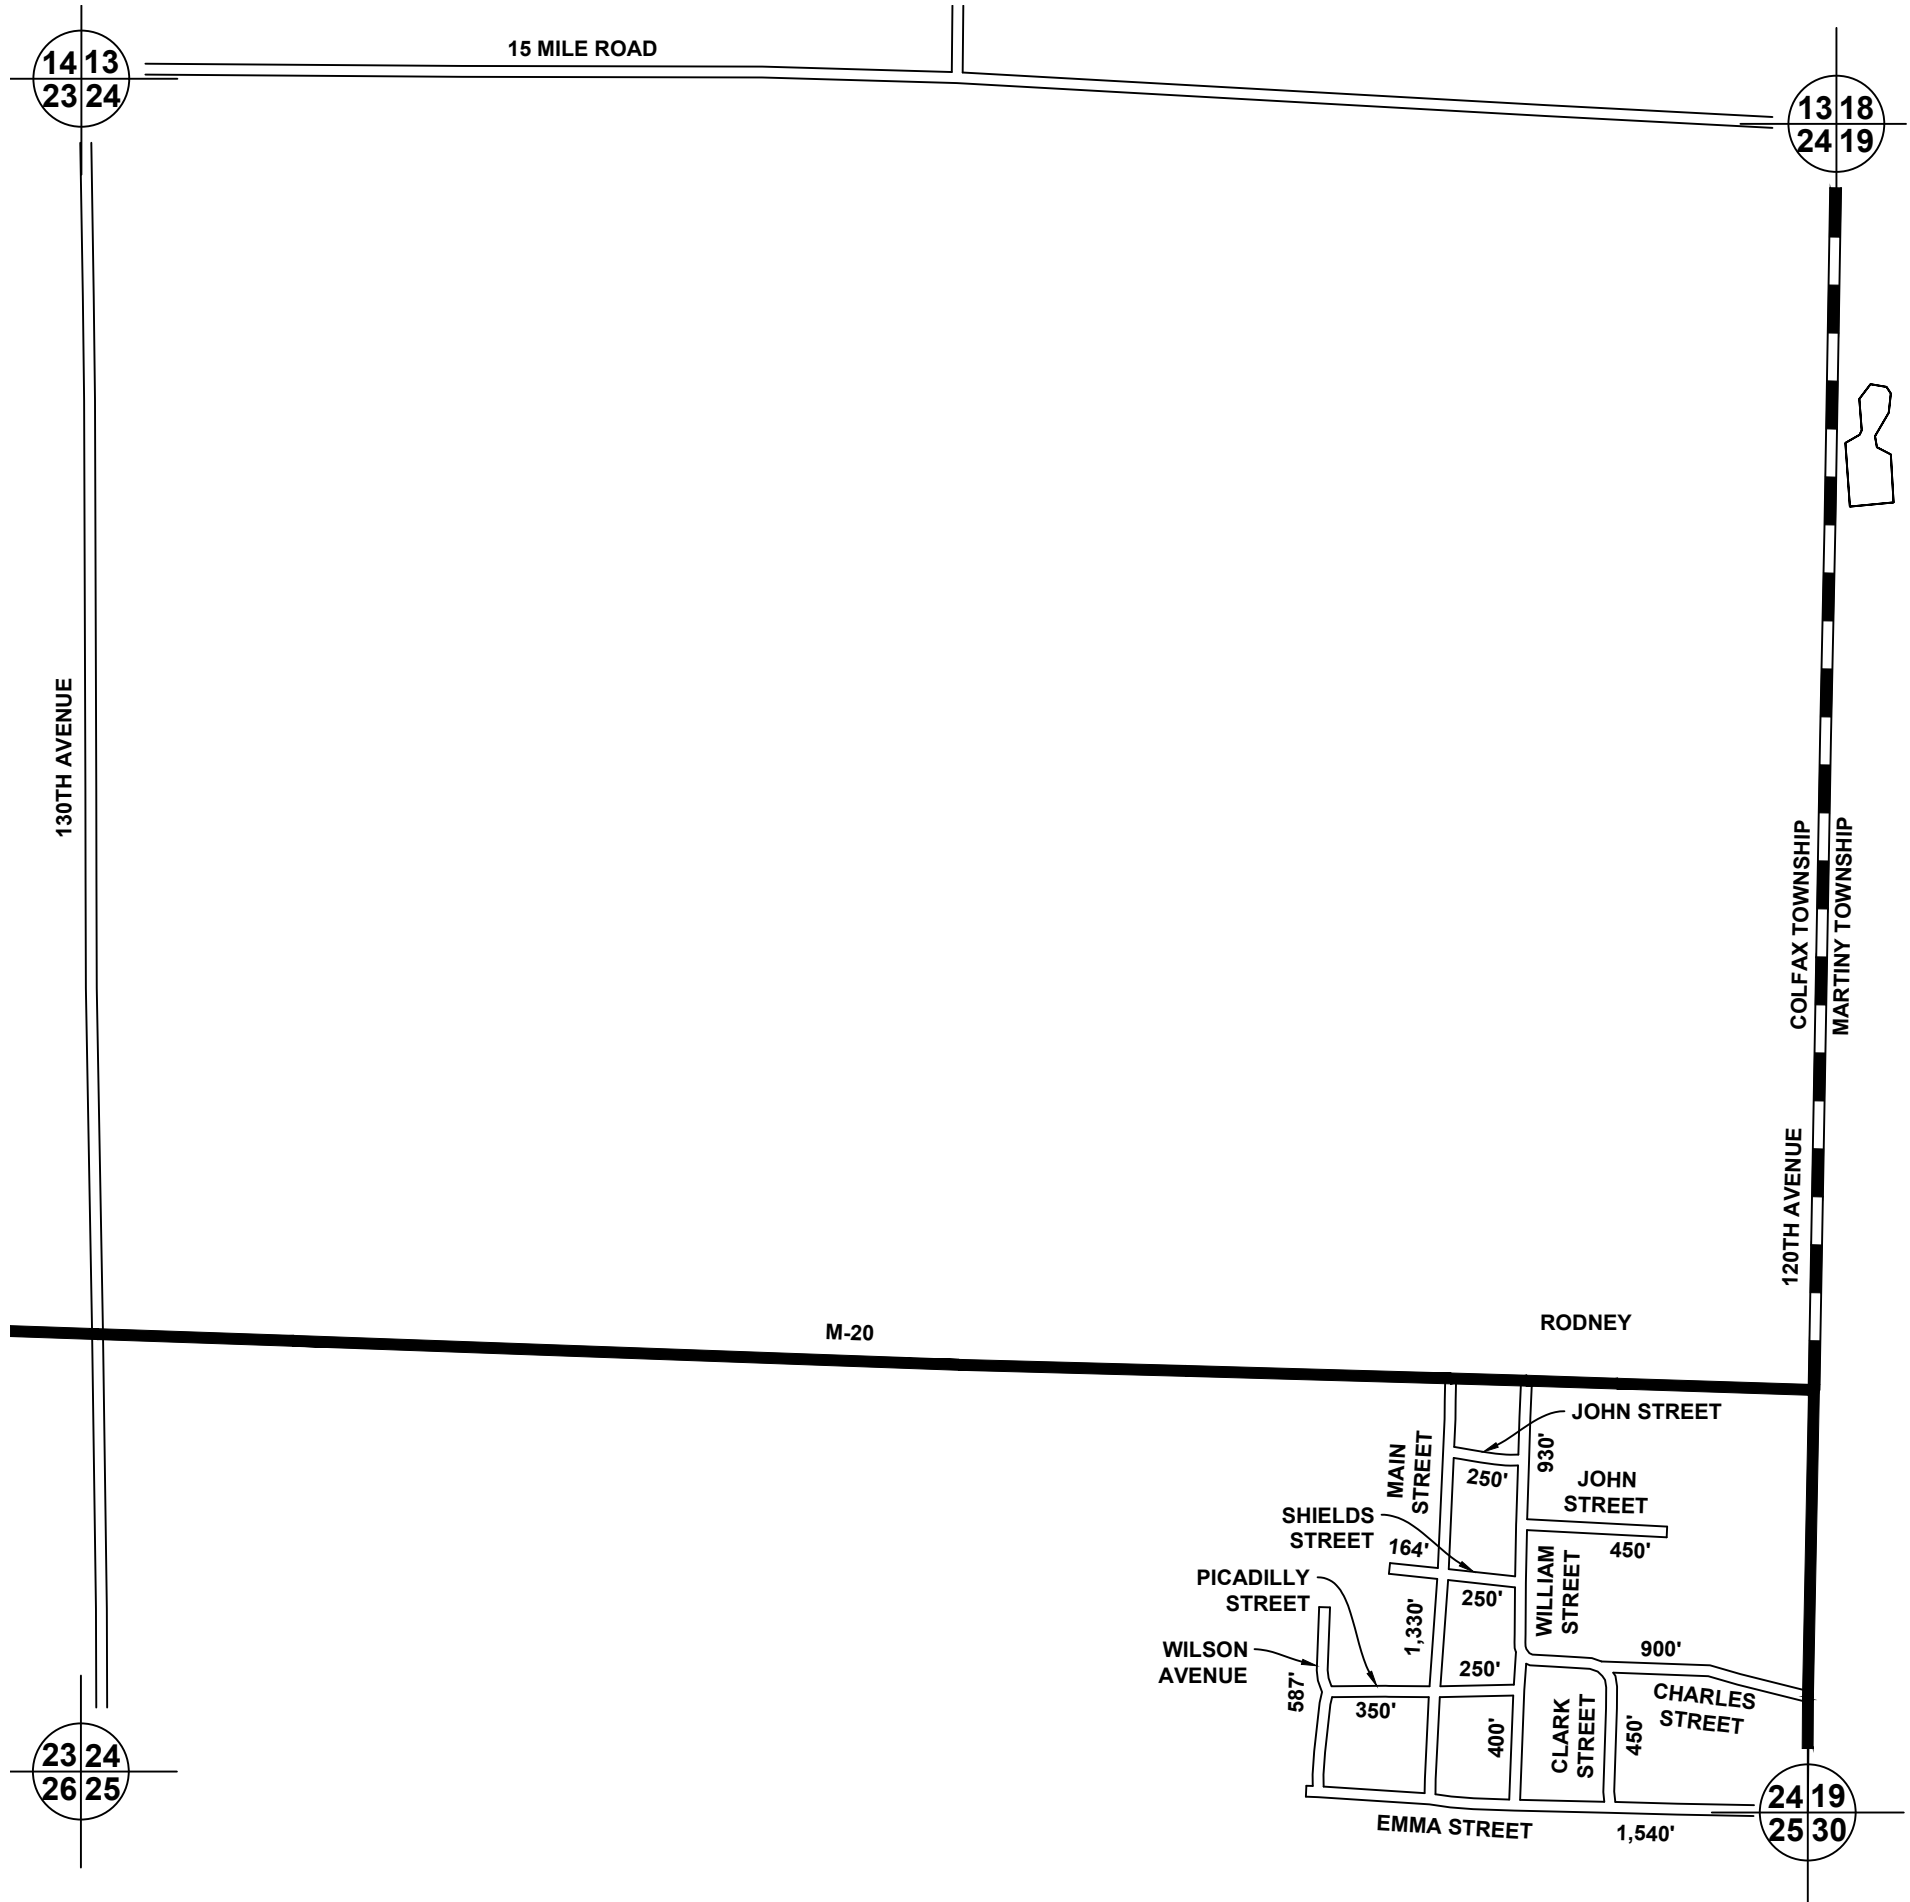 15 MILE ROAD
14 13
23 24
13 18
24 19
130TH AVENUE
COLFAX TOWNSHIP
MARTINY TOWNSHIP
120TH AVENUE
M-20
RODNEY
JOHN STREET
MAIN
STREET
250'
930'
JOHN
STREET
SHIELDS
STREET
164'
450'
PICADILLY
STREET
250'
WILLIAM
STREET
1,330'
WILSON
AVENUE
250'
900'
587'
350'
CHARLES
STREET
400'
CLARK
STREET
450'
23 24
26 25
24 19
25 30
EMMA STREET
1,540'